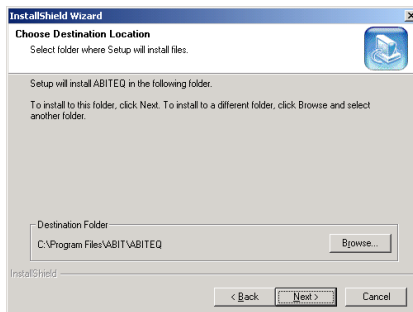 InstallShield Wizard
Choose Destination Location
Select folder where Setup will install files.
Setup will install ABITEQ in the following folder.
To install to this folder, click Next. To install to a different folder, click Browse and select
another folder.
Destination Folder
C:\Program Files\ABIT\ABITEQ
Browse...
InstallShield
< Back
Next >
Cancel